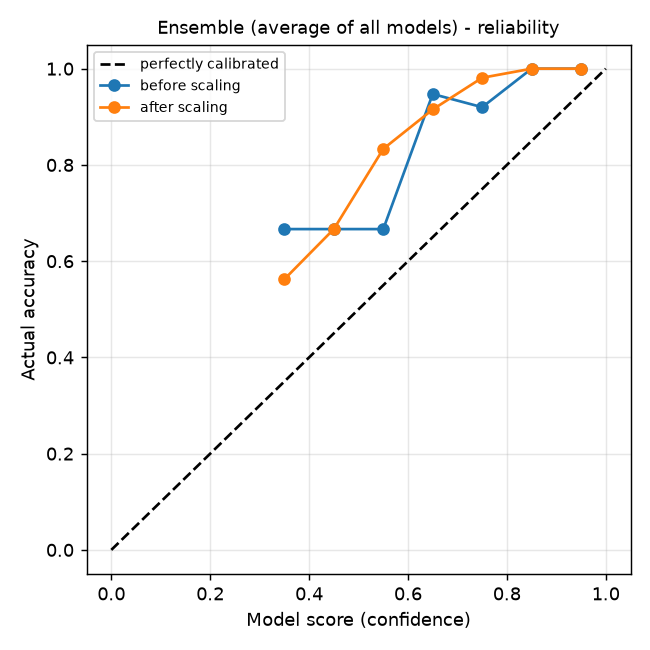 Ensemble (average of all models) - reliability
perfectly calibrated
before scaling
after scaling
1.0
0.8
0.6
0.4
0.2
0.0
Actual accuracy
0.0 0.2 0.4 0.6 0.8 1.0
Model score (confidence)